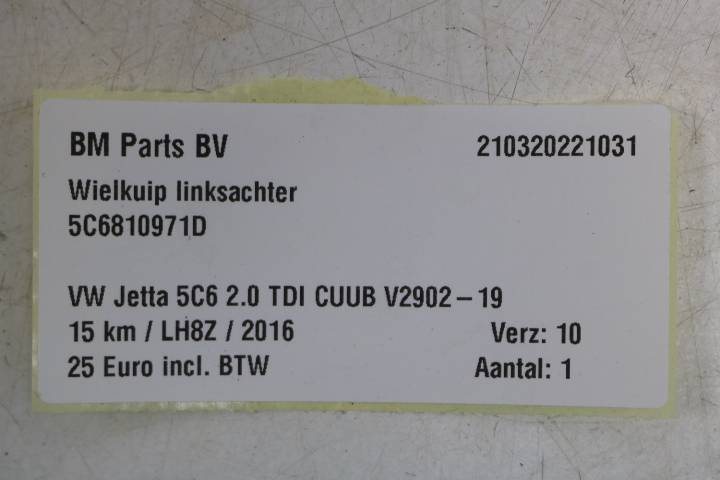 BM Parts BV 210320221031
Wielkuip linksachter
5C6810971D
VW Jetta 5C6 2.0 TDI CUUB V2902 – 19
15 km / LH8Z / 2016 Verz: 10
25 Euro incl. BTW Aantal: 1